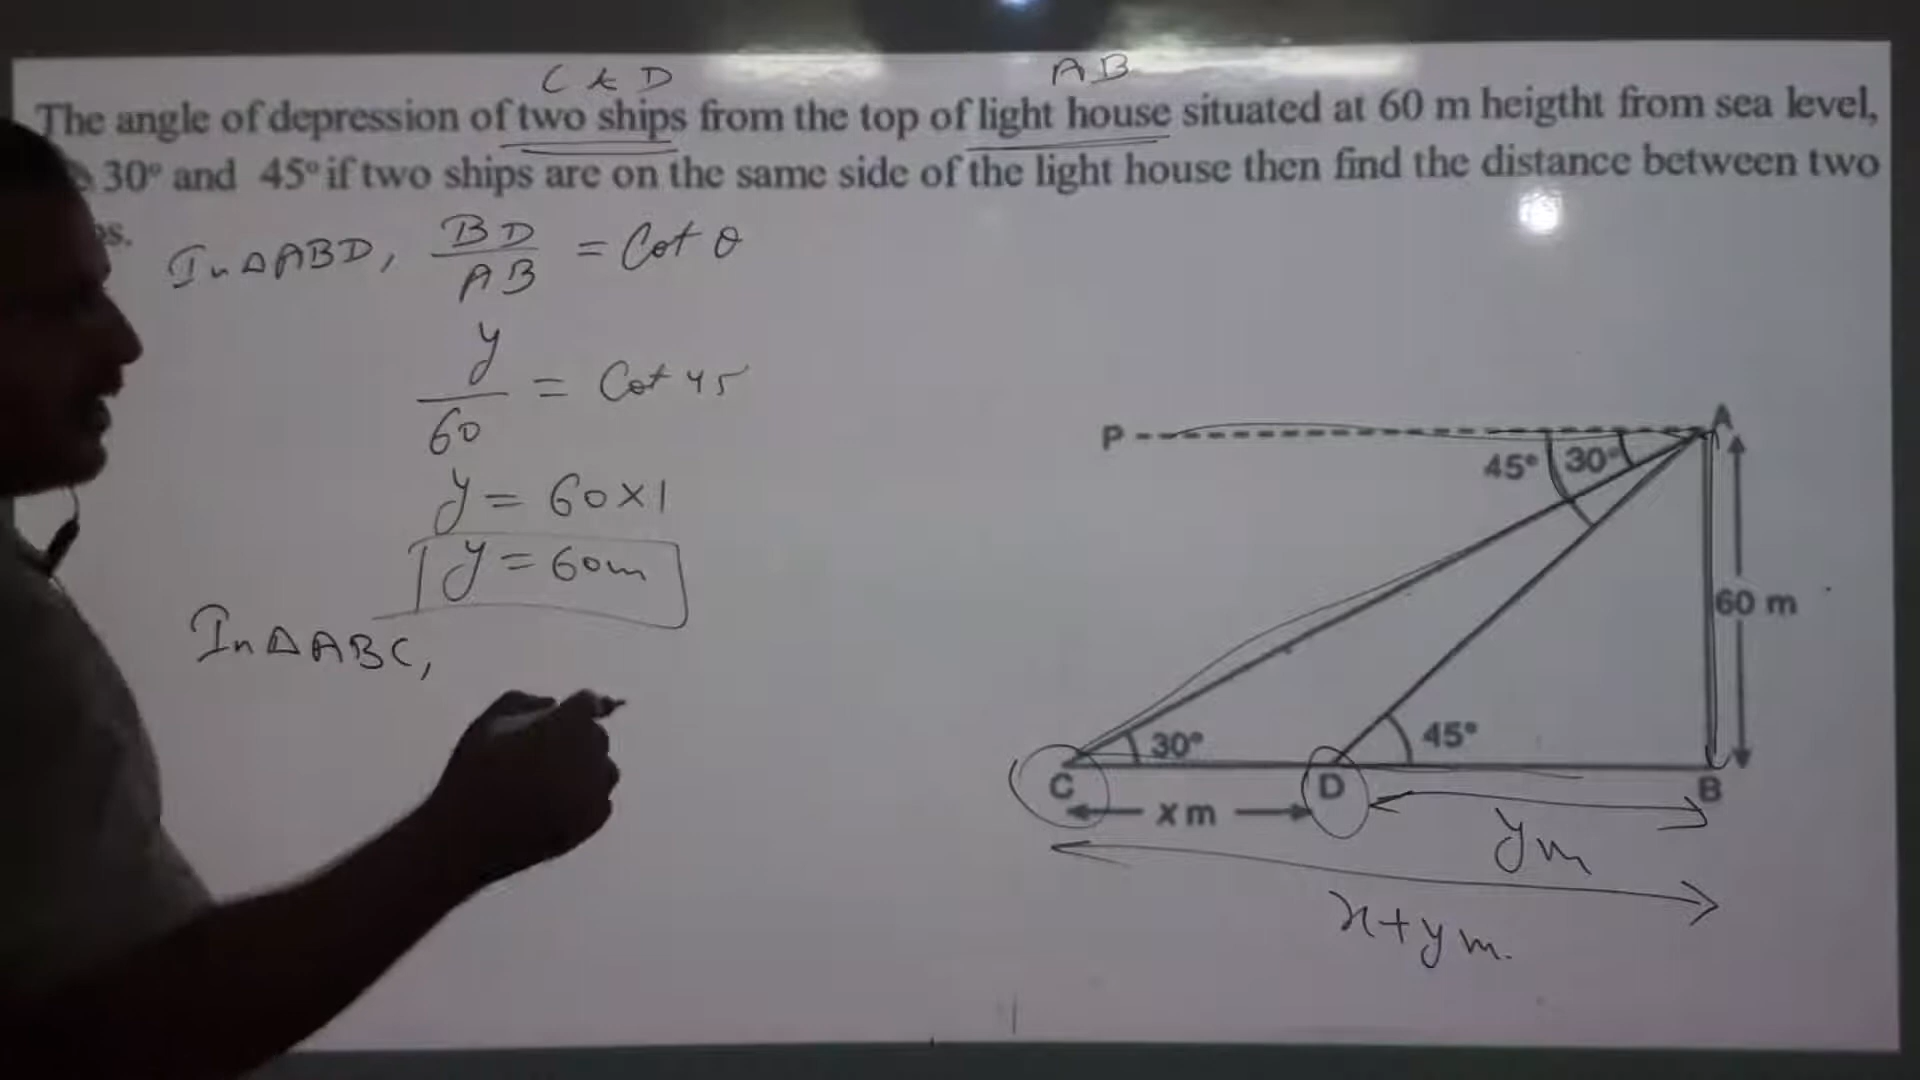 C & D
AB
The angle of depression of two ships from the top of light house situated at 60 m heigtht from sea level,
30° and 45° if two ships are on the same side of the light house then find the distance between two
s.
In △ABD, BD/AB = Cot θ
y/60 = Cot 45
y = 60×1
y = 60m
In △ABC,
P
A
45° 30°
60 m
30°
45°
C
D
B
x m
y m
x+y m.